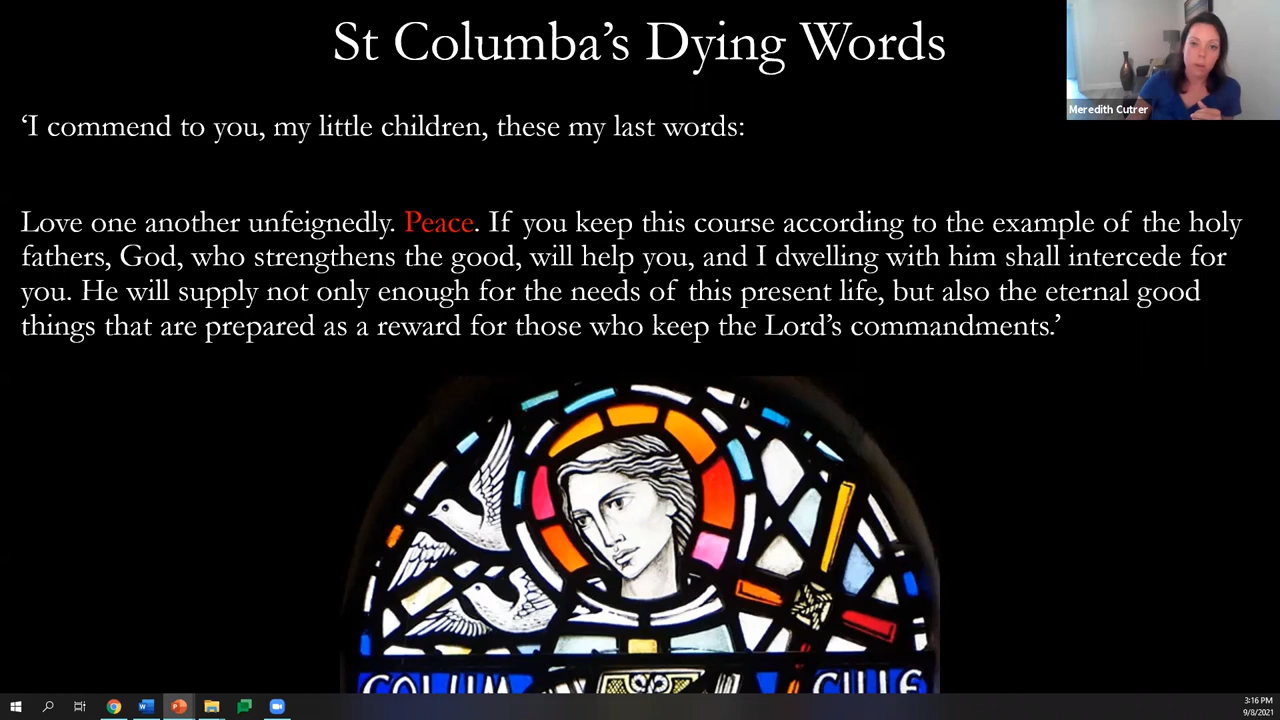 St Columba’s Dying Words
Meredith Cutrer
‘I commend to you, my little children, these my last words:
Love one another unfeignedly. Peace. If you keep this course according to the example of the holy
fathers, God, who strengthens the good, will help you, and I dwelling with him shall intercede for
you. He will supply not only enough for the needs of this present life, but also the eternal good
things that are prepared as a reward for those who keep the Lord’s commandments.’
COLUM CILLE
3:16 PM
9/8/2021